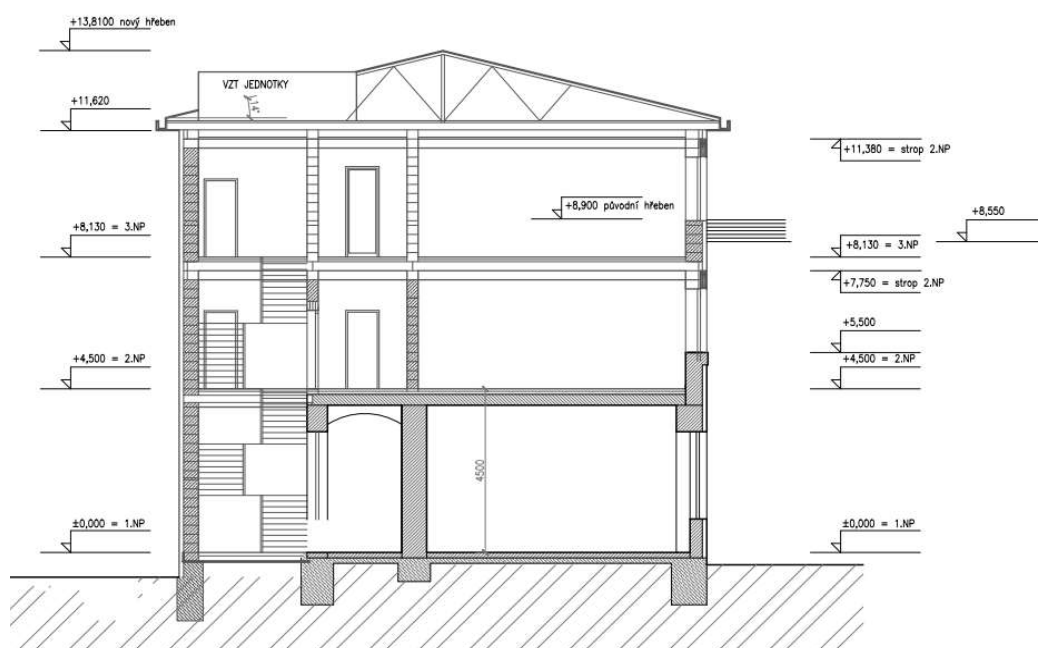 +13,8100 nový hřeben
VZT JEDNOTKY
14°
+11,620
+11,380 = strop 2.NP
+8,900 původní hřeben
+8,550
+8,130 = 3.NP
+8,130 = 3.NP
+7,750 = strop 2.NP
+5,500
+4,500 = 2.NP
+4,500 = 2.NP
4500
±0,000 = 1.NP
±0,000 = 1.NP